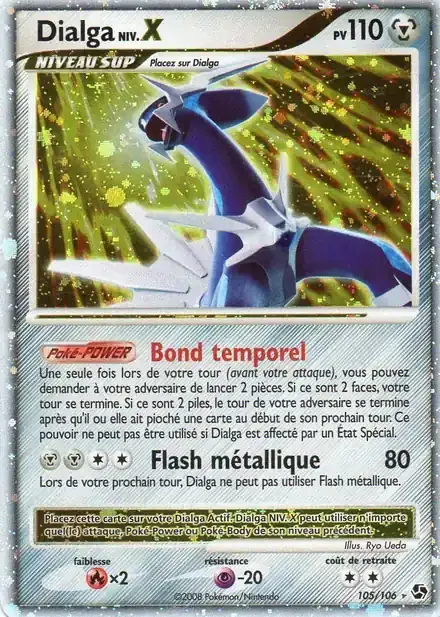 Dialga NIV. X PV 110
NIVEAU SUP Placez sur Dialga
Poké-POWER Bond temporel
Une seule fois lors de votre tour (avant votre attaque), vous pouvez
demander à votre adversaire de lancer 2 pièces. Si ce sont 2 faces, votre
tour se termine. Si ce sont 2 piles, le tour de votre adversaire se termine
après qu'il ou elle ait pioché une carte au début de son prochain tour. Ce
pouvoir ne peut pas être utilisé si Dialga est affecté par un État Spécial.
Flash métallique 80
Lors de votre prochain tour, Dialga ne peut pas utiliser Flash métallique.
Placez cette carte sur votre Dialga Actif. Dialga NIV. X peut utiliser n'importe
quel(le) attaque, Poké-Power ou Poké-Body de son niveau précédent.
Illus. Ryo Ueda
faiblesse résistance coût de retraite
×2 -20
©2008 Pokémon/Nintendo 105/106